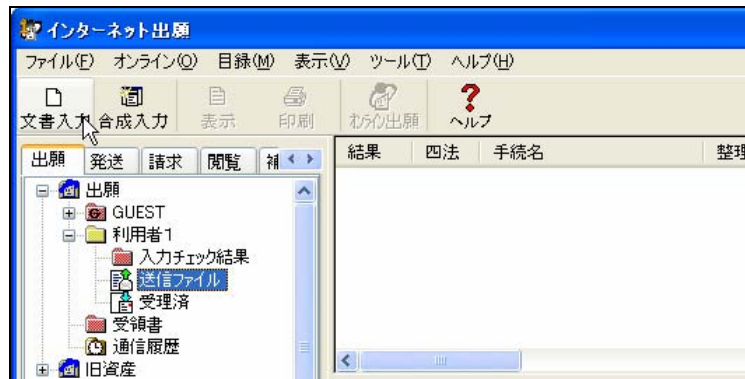 インターネット出願
ファイル(F) オンライン(O) 目録(M) 表示(V) ツール(T) ヘルプ(H)
文書入力 合成入力 表示 印刷 オンライン出願 ヘルプ
出願 発送 請求 閲覧 補
結果 四法 手続名 整理
出願
GUEST
利用者1
入力チェック結果
送信ファイル
受理済
受領書
通信履歴
旧資産